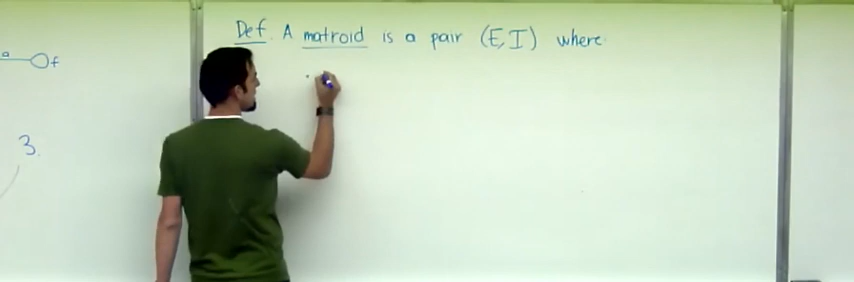 Def. A matroid is a pair (E, I) where
a f
3.